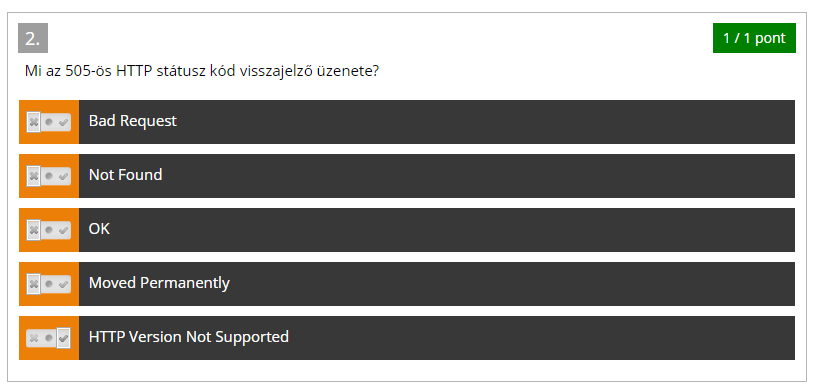 2.
1 / 1 pont
Mi az 505-ös HTTP státusz kód visszajelző üzenete?
Bad Request
Not Found
OK
Moved Permanently
HTTP Version Not Supported